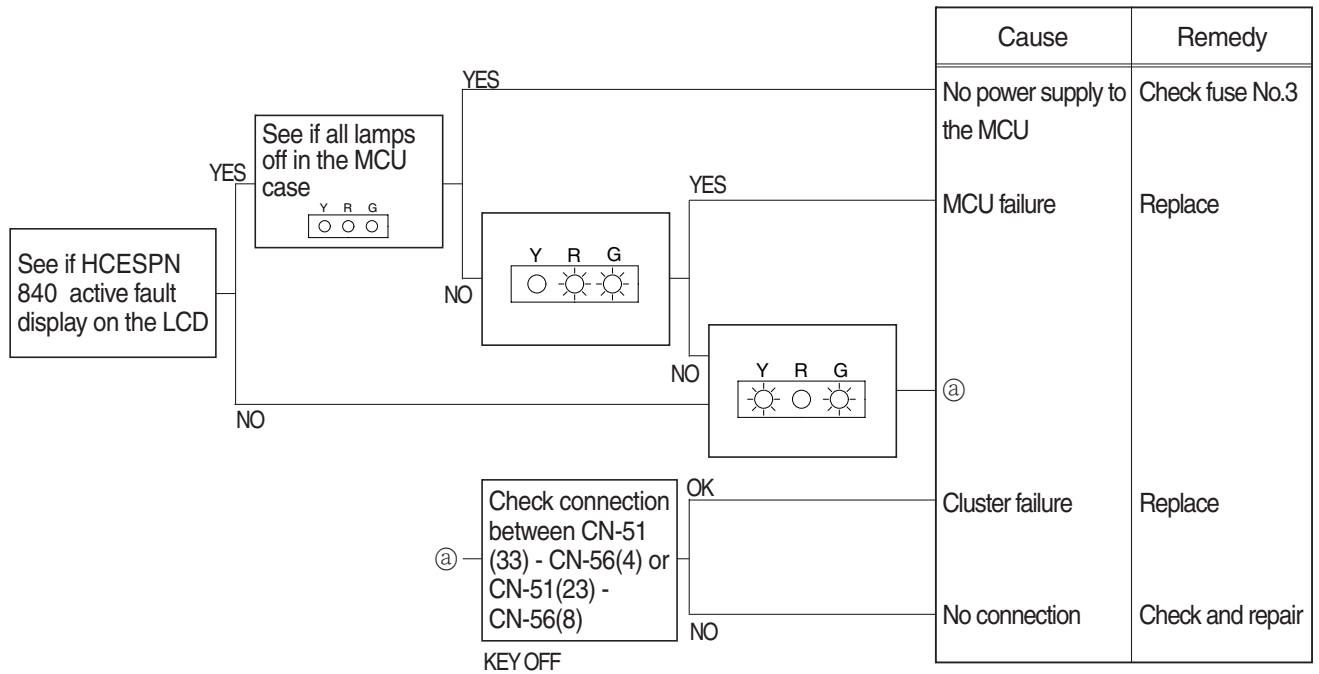 Cause
Remedy
YES
No power supply to
the MCU
Check fuse No.3
See if all lamps
off in the MCU
case
Y R G
YES
YES
MCU failure
Replace
See if HCESPN
840 active fault
display on the LCD
Y R G
NO
NO
Y R G
ⓐ
NO
Check connection
between CN-51
(33) - CN-56(4) or
CN-51(23) -
CN-56(8)
OK
Cluster failure
Replace
ⓐ
NO
No connection
Check and repair
KEY OFF